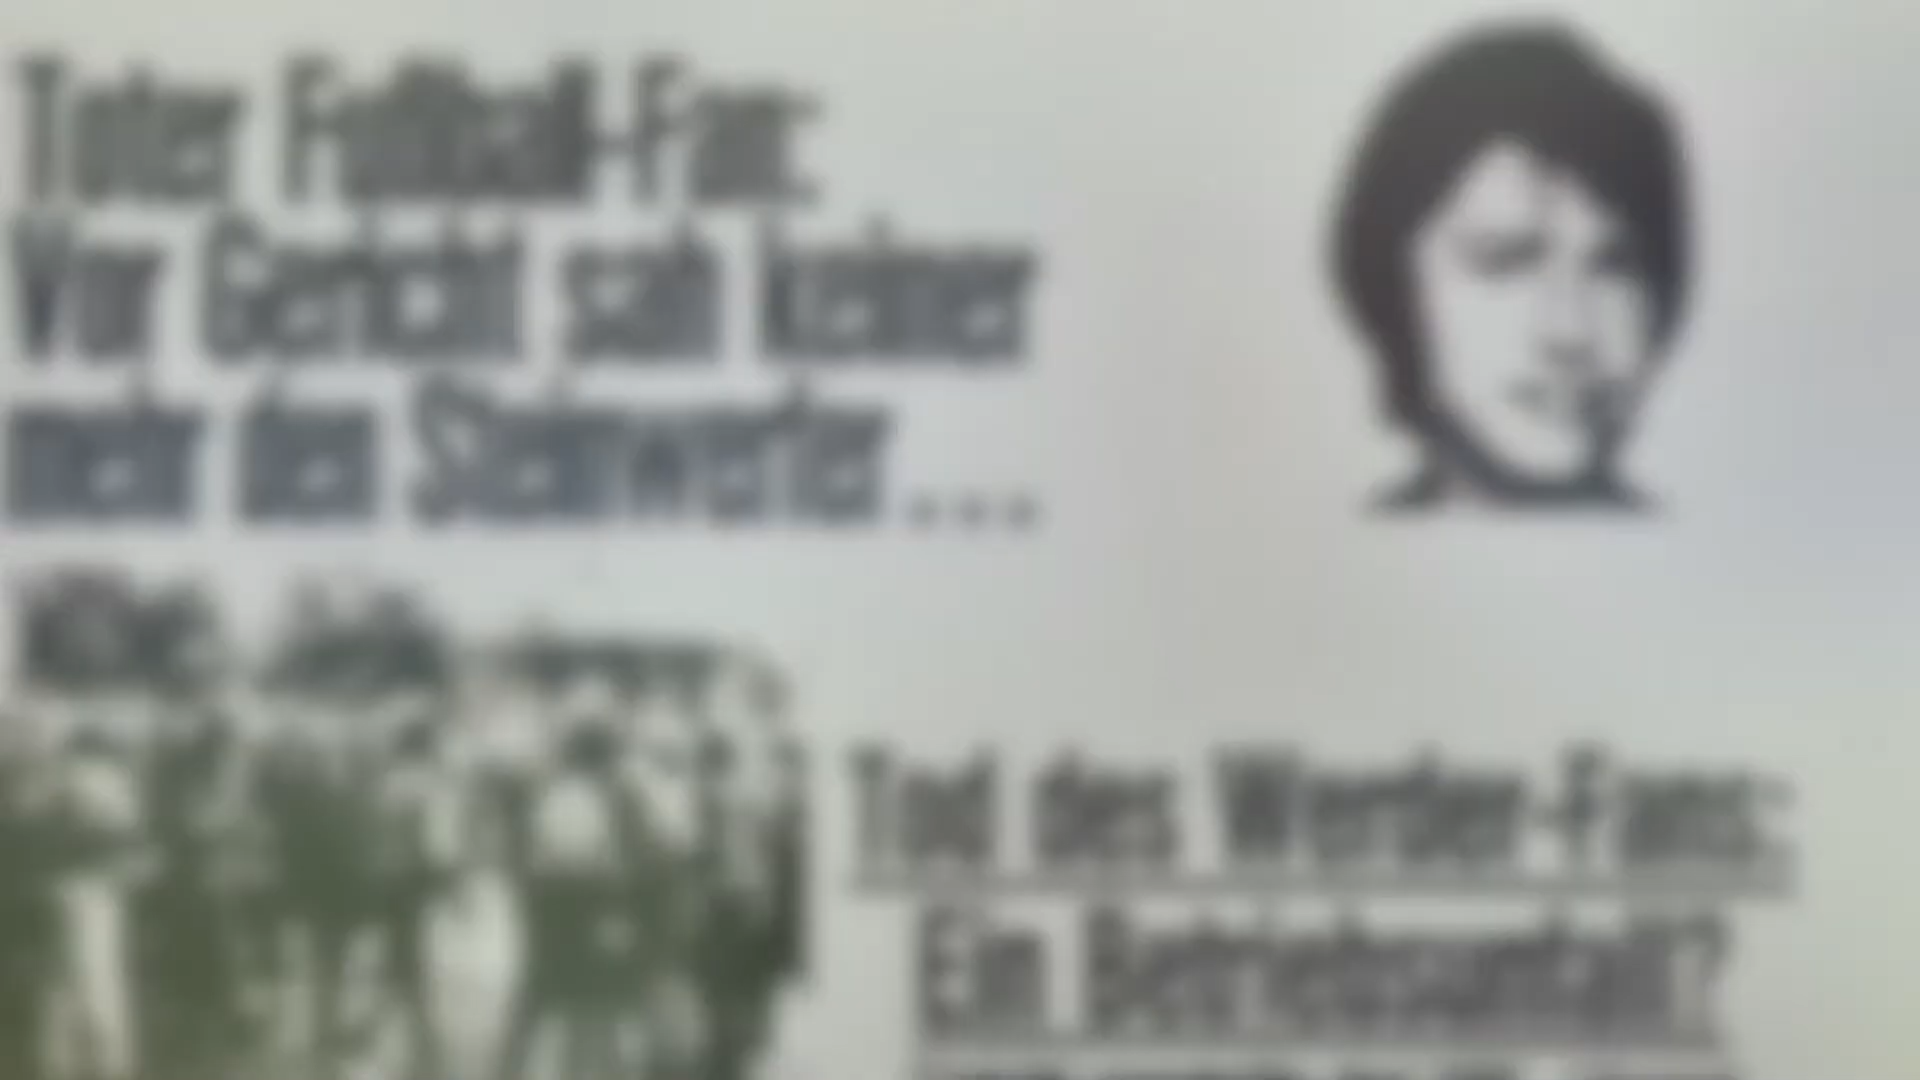 Toter Fußball-Fan:
Vor Gericht sah keiner
mehr den Steinwerfer ...
Tod des Werder-Fans:
Ein Betriebsunfall?